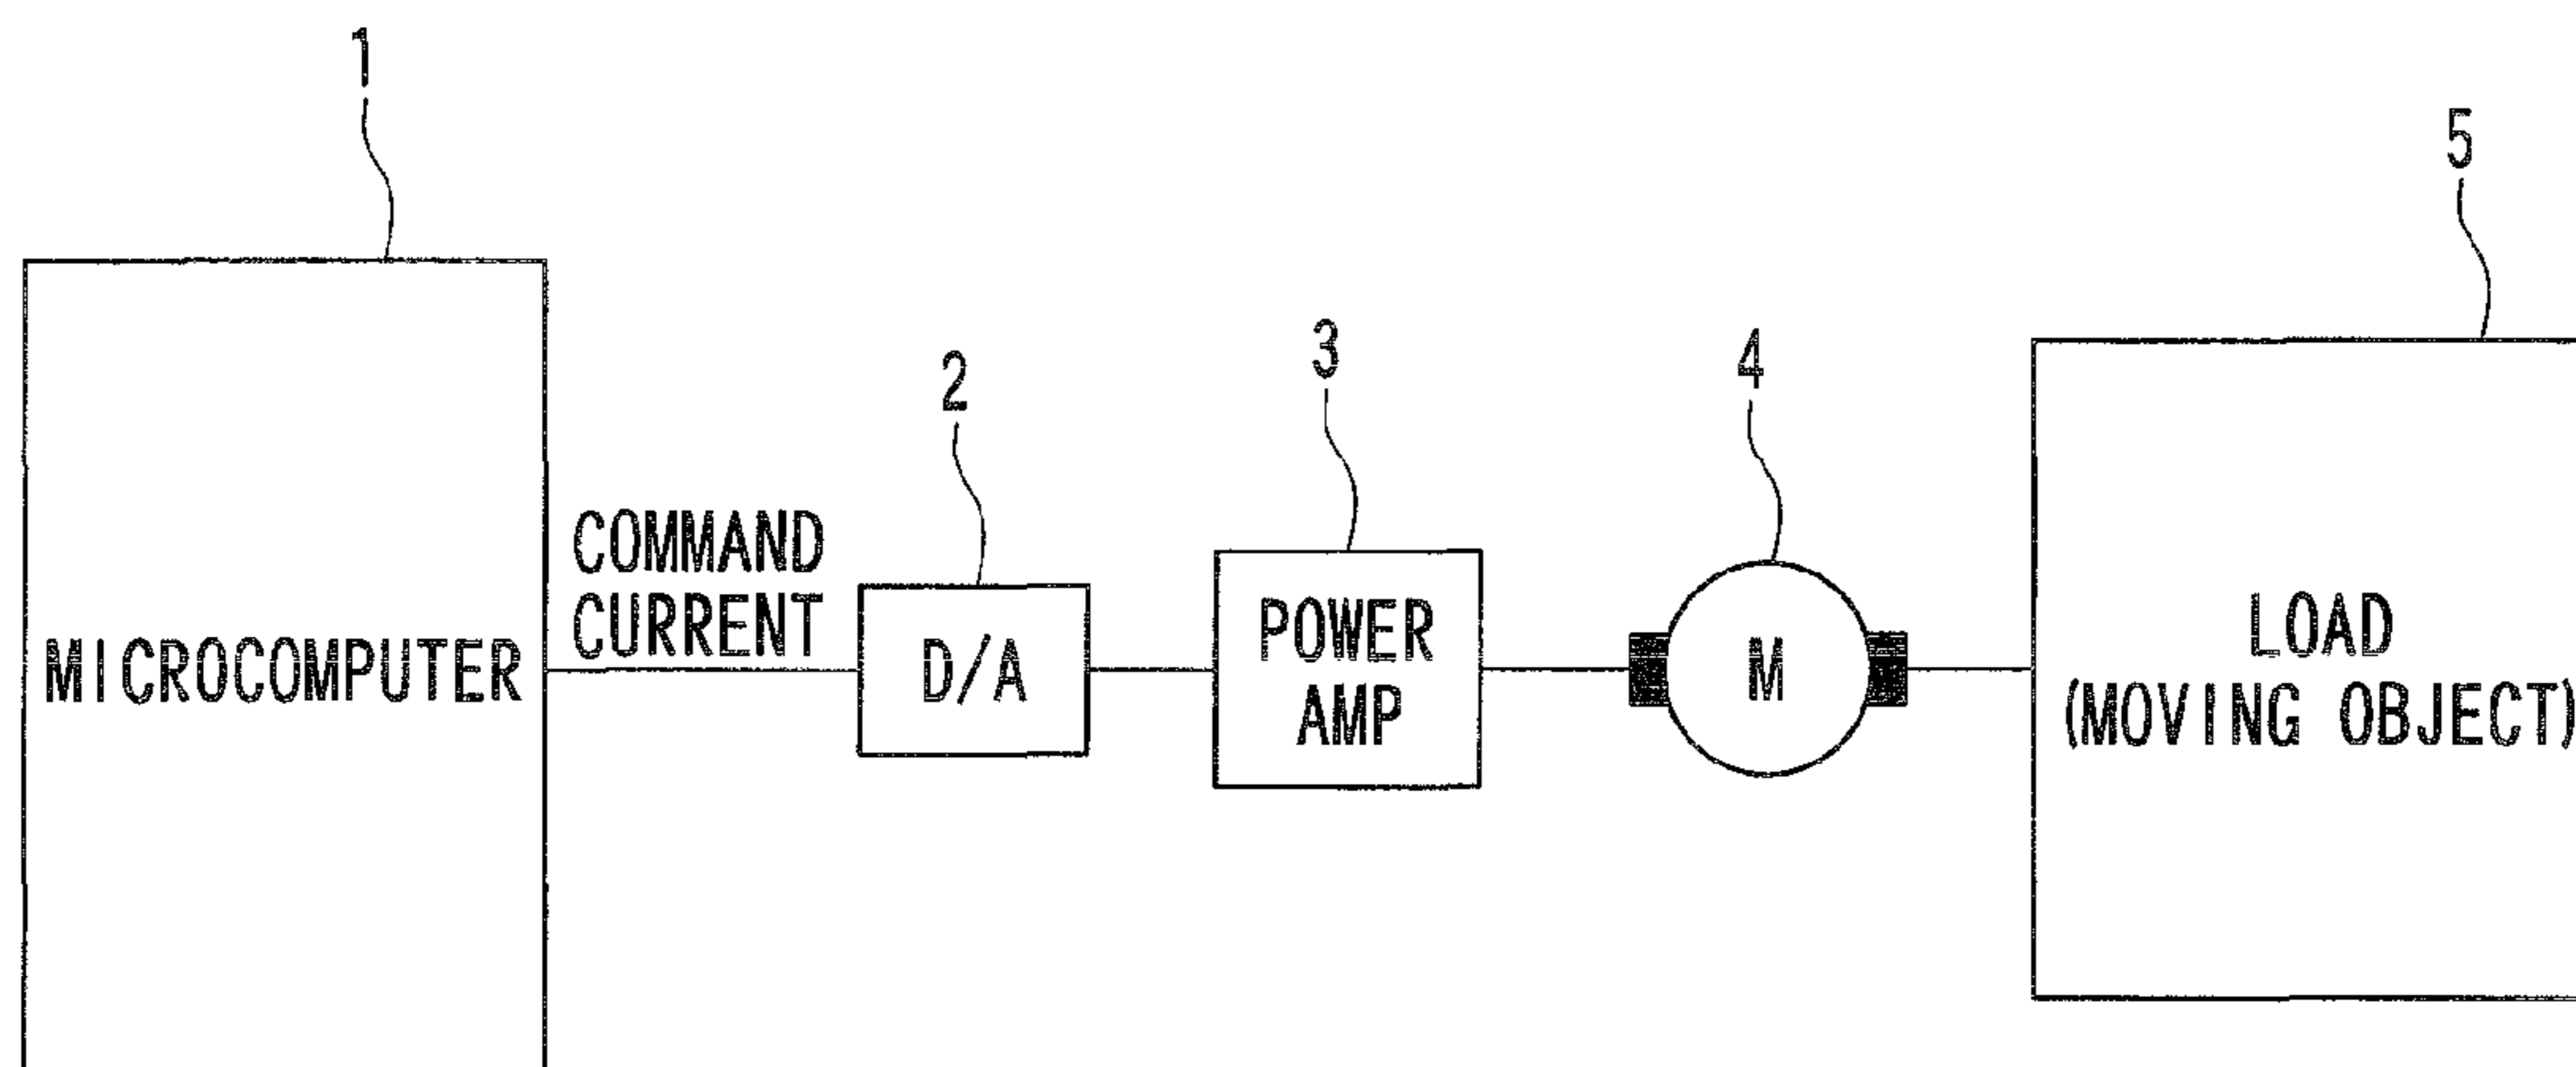 1
5
3
4
2
COMMAND
CURRENT
MICROCOMPUTER
D/A
POWER
AMP
M
LOAD
(MOVING OBJECT)